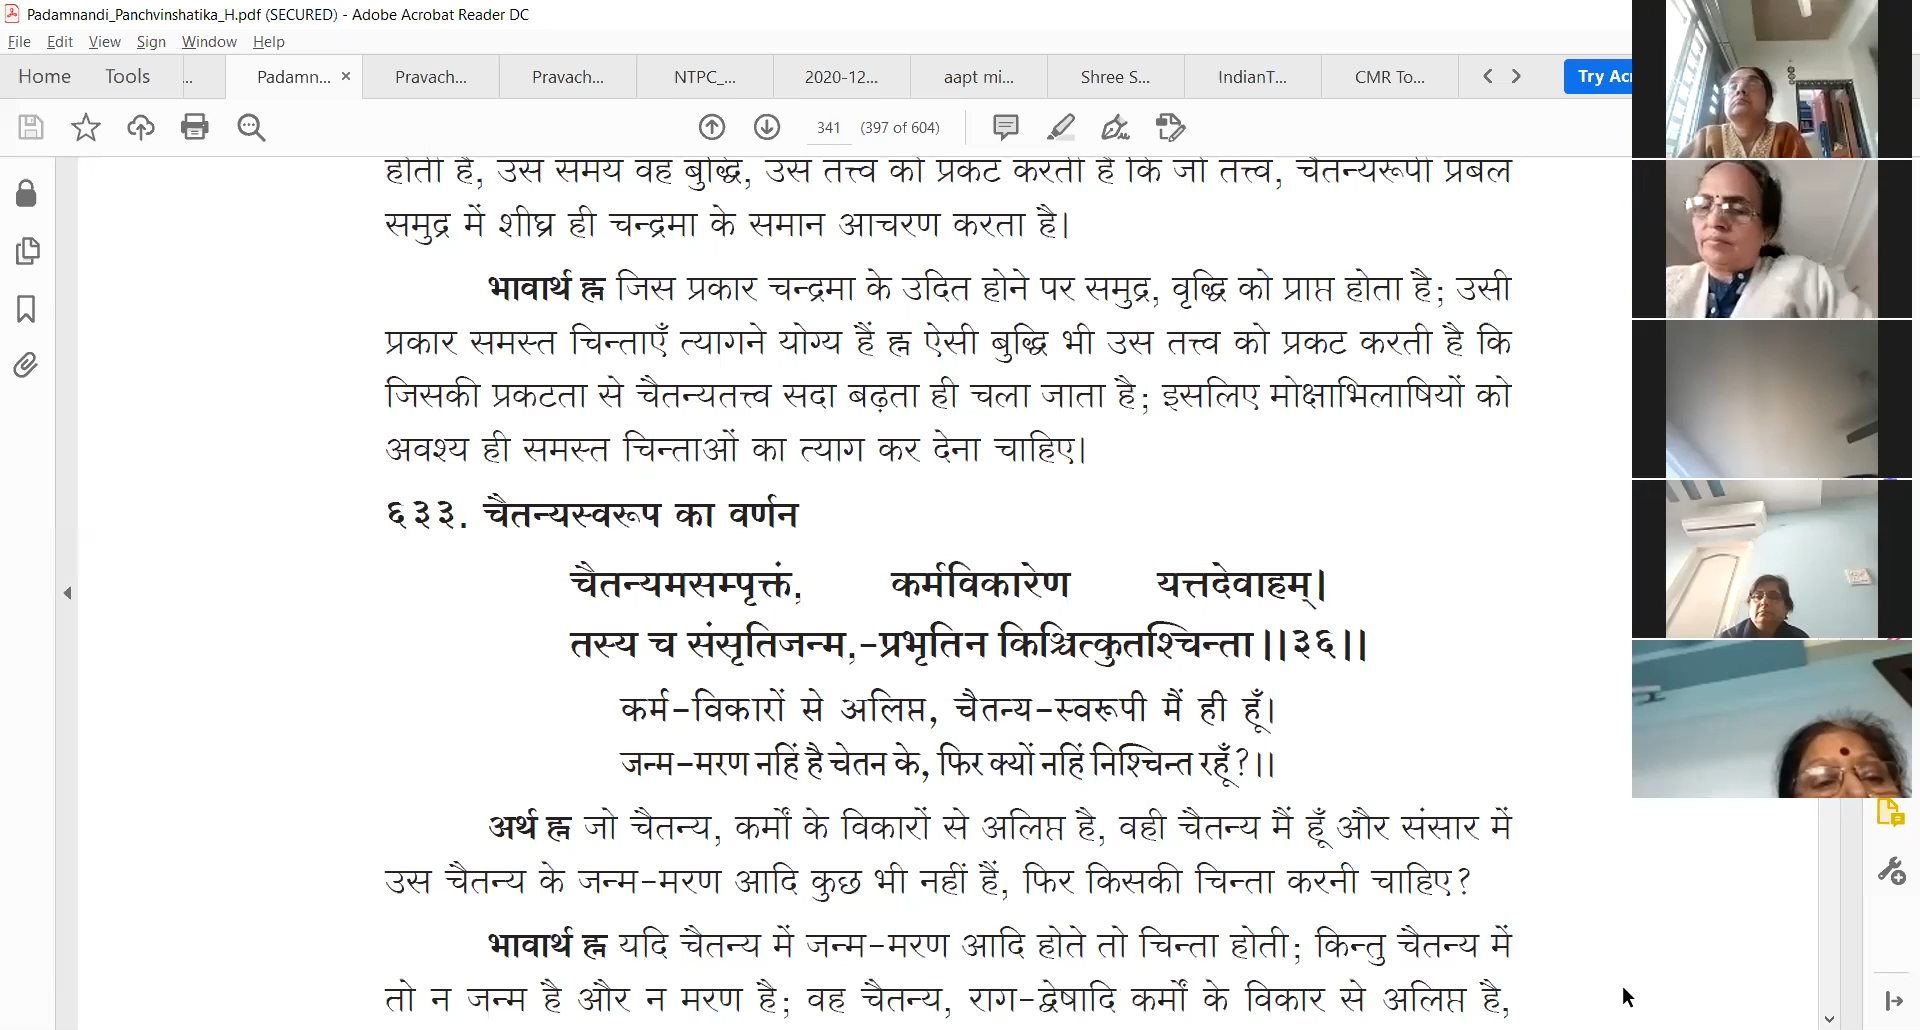 Padamnandi_Panchvinshatika_H.pdf (SECURED) - Adobe Acrobat Reader DC
File Edit View Sign Window Help
Home Tools ... Padamn... × Pravach... Pravach... NTPC_... 2020-12... aapt mi... Shree S... IndianT... CMR To... Try Acr
341 (397 of 604)
होती है, उस समय वह बुद्धि, उस तत्त्व को प्रकट करती है कि जो तत्त्व, चैतन्यरूपी प्रबल
समुद्र में शीघ्र ही चन्द्रमा के समान आचरण करता है।
भावार्थ ह्न जिस प्रकार चन्द्रमा के उदित होने पर समुद्र, वृद्धि को प्राप्त होता है; उसी
प्रकार समस्त चिन्ताएँ त्यागने योग्य हैं ह्न ऐसी बुद्धि भी उस तत्त्व को प्रकट करती है कि
जिसकी प्रकटता से चैतन्यतत्त्व सदा बढ़ता ही चला जाता है; इसलिए मोक्षाभिलाषियों को
अवश्य ही समस्त चिन्ताओं का त्याग कर देना चाहिए।
६३३. चैतन्यस्वरूप का वर्णन
चैतन्यमसम्पृक्तं, कर्मविकारेण यत्तदेवाहम्।
तस्य च संसृतिजन्म,-प्रभृतिन किञ्चित्कुतश्चिन्ता।।३६।।
कर्म-विकारों से अलिप्त, चैतन्य-स्वरूपी मैं ही हूँ।
जन्म-मरण नहिं है चेतन के, फिर क्यों नहिं निश्चिन्त रहूँ?।।
अर्थ ह्न जो चैतन्य, कर्मों के विकारों से अलिप्त है, वही चैतन्य मैं हूँ और संसार में
उस चैतन्य के जन्म-मरण आदि कुछ भी नहीं हैं, फिर किसकी चिन्ता करनी चाहिए?
भावार्थ ह्न यदि चैतन्य में जन्म-मरण आदि होते तो चिन्ता होती; किन्तु चैतन्य में
तो न जन्म है और न मरण है; वह चैतन्य, राग-द्वेषादि कर्मों के विकार से अलिप्त है,